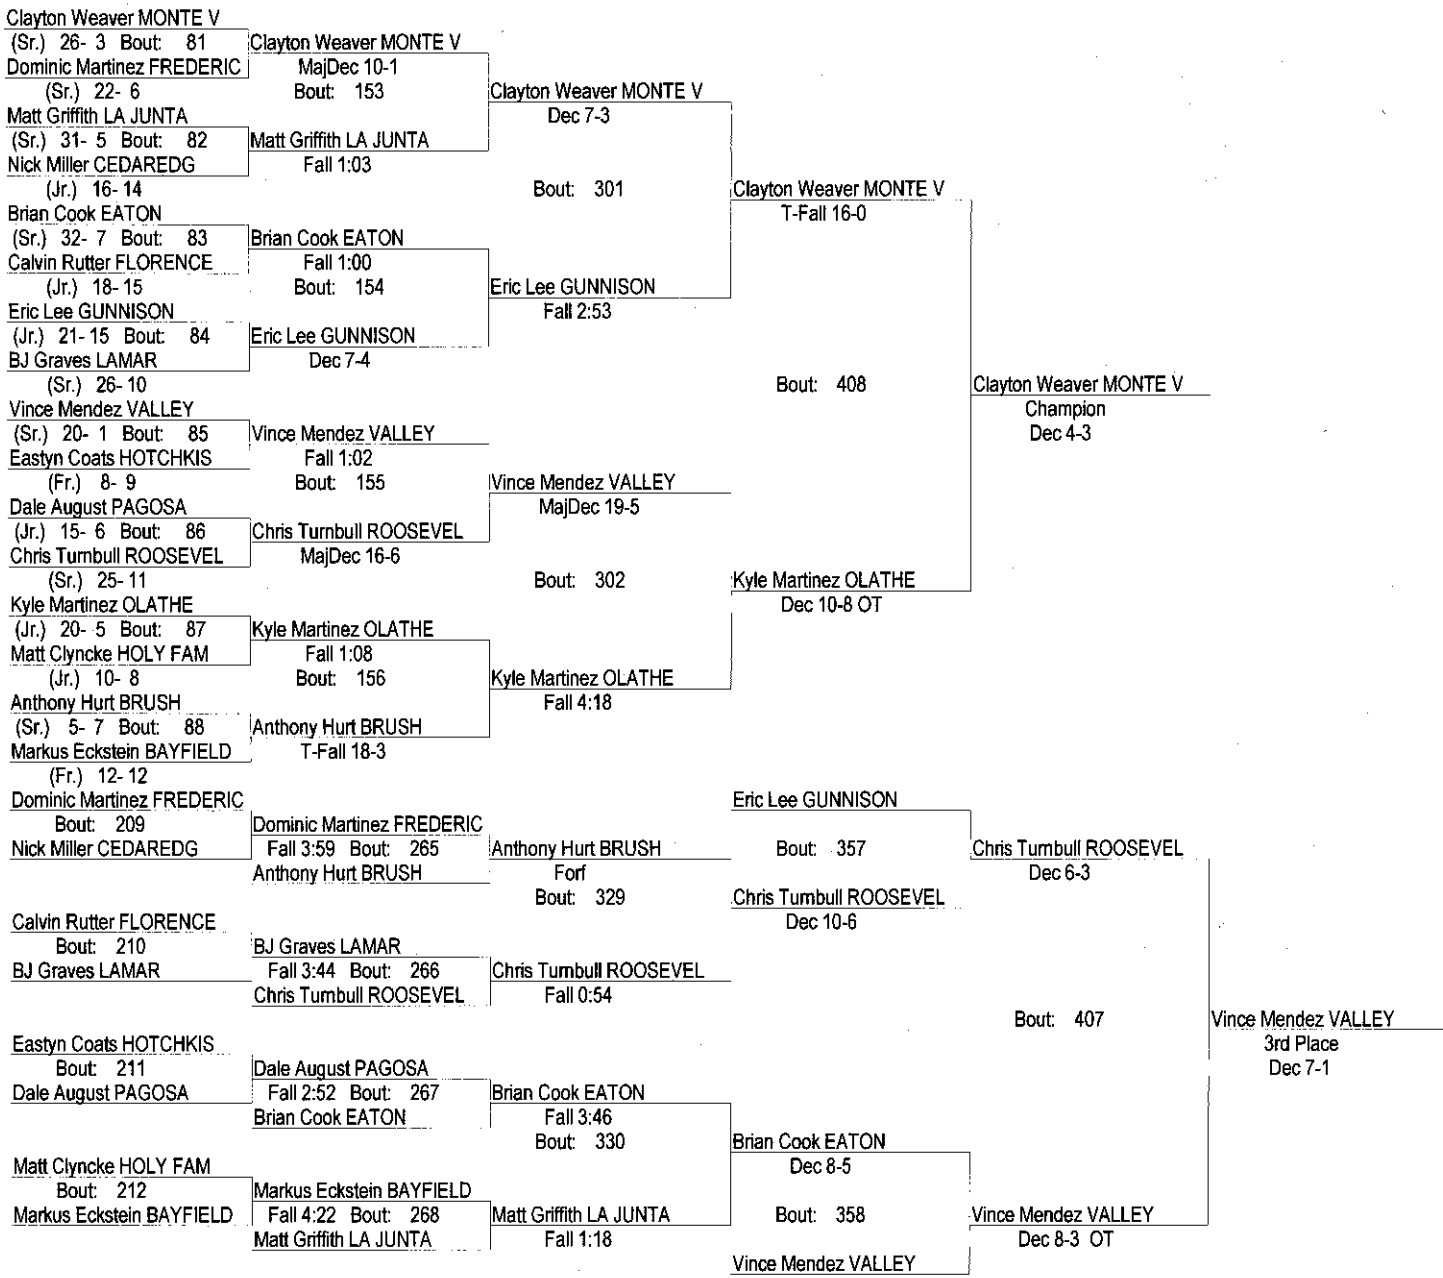 Clayton Weaver MONTE V
(Sr.) 26- 3 Bout: 81
Dominic Martinez FREDERIC
(Sr.) 22- 6
Matt Griffith LA JUNTA
(Sr.) 31- 5 Bout: 82
Nick Miller CEDAREDG
(Jr.) 16- 14
Brian Cook EATON
(Sr.) 32- 7 Bout: 83
Calvin Rutter FLORENCE
(Jr.) 18- 15
Eric Lee GUNNISON
(Jr.) 21- 15 Bout: 84
BJ Graves LAMAR
(Sr.) 26- 10
Vince Mendez VALLEY
(Sr.) 20- 1 Bout: 85
Eastyn Coats HOTCHKIS
(Fr.) 8- 9
Dale August PAGOSA
(Jr.) 15- 6 Bout: 86
Chris Turnbull ROOSEVEL
(Sr.) 25- 11
Kyle Martinez OLATHE
(Jr.) 20- 5 Bout: 87
Matt Clyncke HOLY FAM
(Jr.) 10- 8
Anthony Hurt BRUSH
(Sr.) 5- 7 Bout: 88
Markus Eckstein BAYFIELD
(Fr.) 12- 12
Clayton Weaver MONTE V
MajDec 10-1
Bout: 153
Matt Griffith LA JUNTA
Fall 1:03
Brian Cook EATON
Fall 1:00
Bout: 154
Eric Lee GUNNISON
Dec 7-4
Vince Mendez VALLEY
Fall 1:02
Bout: 155
Chris Turnbull ROOSEVEL
MajDec 16-6
Kyle Martinez OLATHE
Fall 1:08
Bout: 156
Anthony Hurt BRUSH
T-Fall 18-3
Clayton Weaver MONTE V
Dec 7-3
Bout: 301
Eric Lee GUNNISON
Fall 2:53
Vince Mendez VALLEY
MajDec 19-5
Bout: 302
Kyle Martinez OLATHE
Fall 4:18
Clayton Weaver MONTE V
T-Fall 16-0
Bout: 408
Kyle Martinez OLATHE
Dec 10-8 OT
Clayton Weaver MONTE V
Champion
Dec 4-3
Dominic Martinez FREDERIC
Bout: 209
Nick Miller CEDAREDG
Calvin Rutter FLORENCE
Bout: 210
BJ Graves LAMAR
Eastyn Coats HOTCHKIS
Bout: 211
Dale August PAGOSA
Matt Clyncke HOLY FAM
Bout: 212
Markus Eckstein BAYFIELD
Dominic Martinez FREDERIC
Fall 3:59 Bout: 265
Anthony Hurt BRUSH
BJ Graves LAMAR
Fall 3:44 Bout: 266
Chris Turnbull ROOSEVEL
Dale August PAGOSA
Fall 2:52 Bout: 267
Brian Cook EATON
Markus Eckstein BAYFIELD
Fall 4:22 Bout: 268
Matt Griffith LA JUNTA
Anthony Hurt BRUSH
Forf
Bout: 329
Chris Turnbull ROOSEVEL
Fall 0:54
Brian Cook EATON
Fall 3:46
Bout: 330
Matt Griffith LA JUNTA
Fall 1:18
Eric Lee GUNNISON
Bout: 357
Chris Turnbull ROOSEVEL
Dec 10-6
Brian Cook EATON
Dec 8-5
Bout: 358
Vince Mendez VALLEY
Chris Turnbull ROOSEVEL
Dec 6-3
Bout: 407
Vince Mendez VALLEY
Dec 8-3 OT
Vince Mendez VALLEY
3rd Place
Dec 7-1